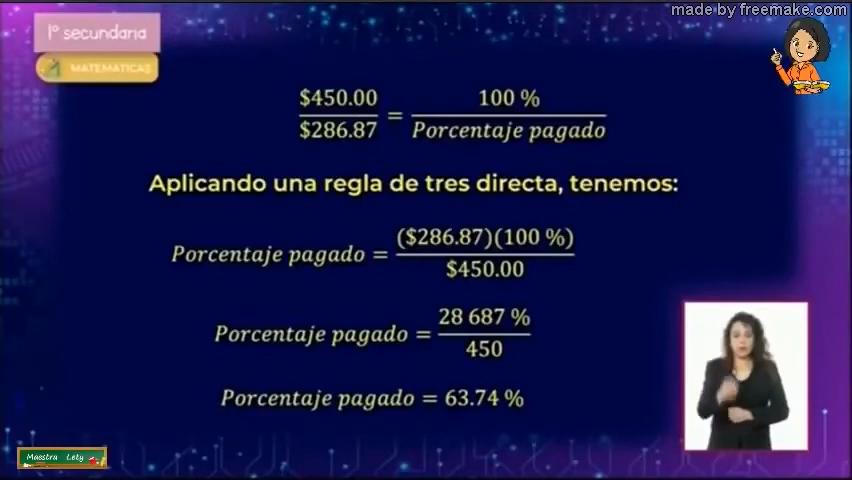 made by freemake.com
1° secundaria
MATEMÁTICAS
$450.00 / $286.87 = 100 % / Porcentaje pagado
Aplicando una regla de tres directa, tenemos:
Porcentaje pagado = ($286.87)(100 %) / $450.00
Porcentaje pagado = 28 687 % / 450
Porcentaje pagado = 63.74 %
Maestra Lety